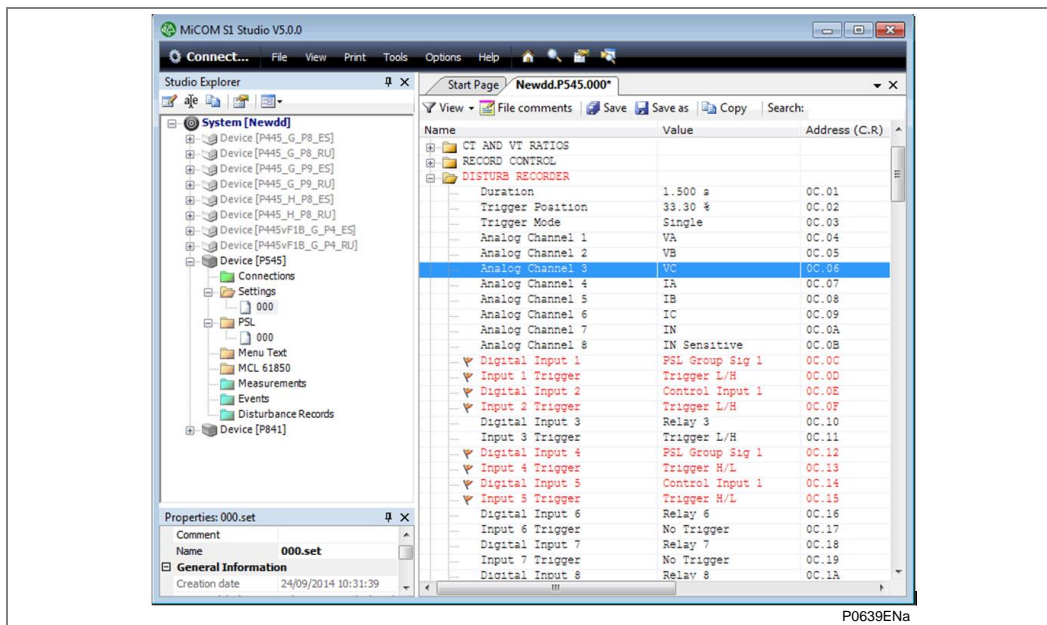 MiCOM S1 Studio V5.0.0
Connect... File View Print Tools Options Help
Studio Explorer
System [Newdd]
Device [P445_G_P8_ES]
Device [P445_G_P8_RU]
Device [P445_G_P9_ES]
Device [P445_G_P9_RU]
Device [P445_H_P8_ES]
Device [P445_H_P8_RU]
Device [P445vF1B_G_P4_ES]
Device [P445vF1B_G_P4_RU]
Device [P545]
Connections
Settings
000
PSL
000
Menu Text
MCL 61850
Measurements
Events
Disturbance Records
Device [P841]
Properties: 000.set
Comment
Name 000.set
General Information
Creation date 24/09/2014 10:31:39
Start Page Newdd.P545.000*
View File comments Save Save as Copy Search:
Name Value Address (C.R)
CT AND VT RATIOS
RECORD CONTROL
DISTURB RECORDER
Duration 1.500 s 0C.01
Trigger Position 33.30 % 0C.02
Trigger Mode Single 0C.03
Analog Channel 1 VA 0C.04
Analog Channel 2 VB 0C.05
Analog Channel 3 VC 0C.06
Analog Channel 4 IA 0C.07
Analog Channel 5 IB 0C.08
Analog Channel 6 IC 0C.09
Analog Channel 7 IN 0C.0A
Analog Channel 8 IN Sensitive 0C.0B
Digital Input 1 PSL Group Sig 1 0C.0C
Input 1 Trigger Trigger L/H 0C.0D
Digital Input 2 Control Input 1 0C.0E
Input 2 Trigger Trigger L/H 0C.0F
Digital Input 3 Relay 3 0C.10
Input 3 Trigger Trigger L/H 0C.11
Digital Input 4 PSL Group Sig 1 0C.12
Input 4 Trigger Trigger H/L 0C.13
Digital Input 5 Control Input 1 0C.14
Input 5 Trigger Trigger H/L 0C.15
Digital Input 6 Relay 6 0C.16
Input 6 Trigger No Trigger 0C.17
Digital Input 7 Relay 7 0C.18
Input 7 Trigger No Trigger 0C.19
Digital Input 8 Relay 8 0C.1A
P0639ENa